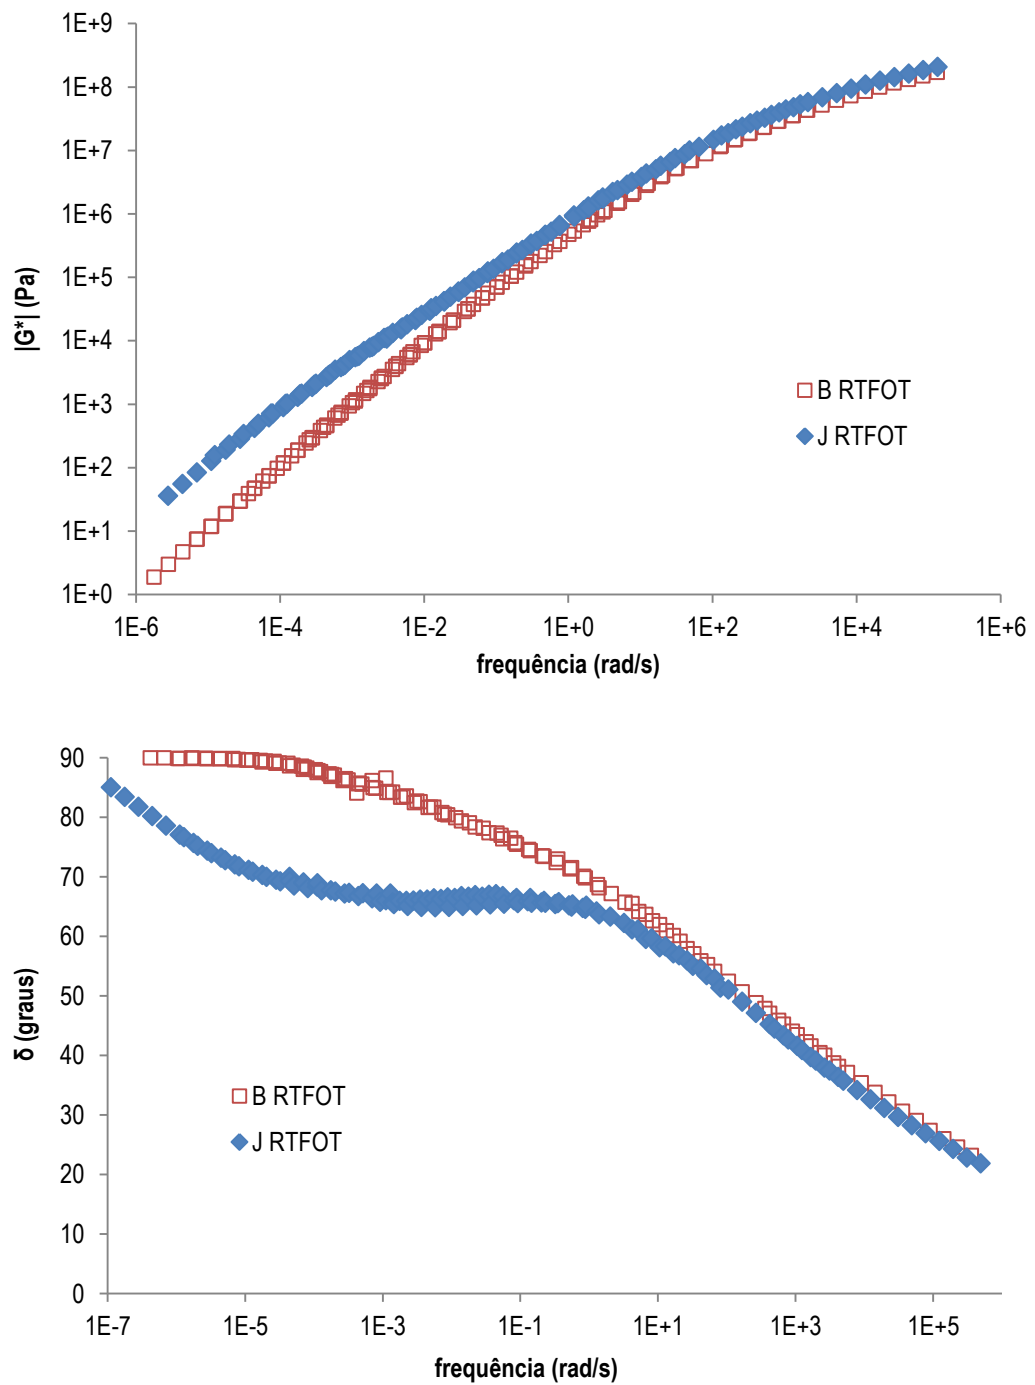 1E+9
1E+8
1E+7
1E+6
1E+5
1E+4
1E+3
1E+2
1E+1
1E+0
|G*| (Pa)
B RTFOT
J RTFOT
1E-6 1E-4 1E-2 1E+0 1E+2 1E+4 1E+6
frequência (rad/s)
90
80
70
60
50
40
30
20
10
0
δ (graus)
B RTFOT
J RTFOT
1E-7 1E-5 1E-3 1E-1 1E+1 1E+3 1E+5
frequência (rad/s)